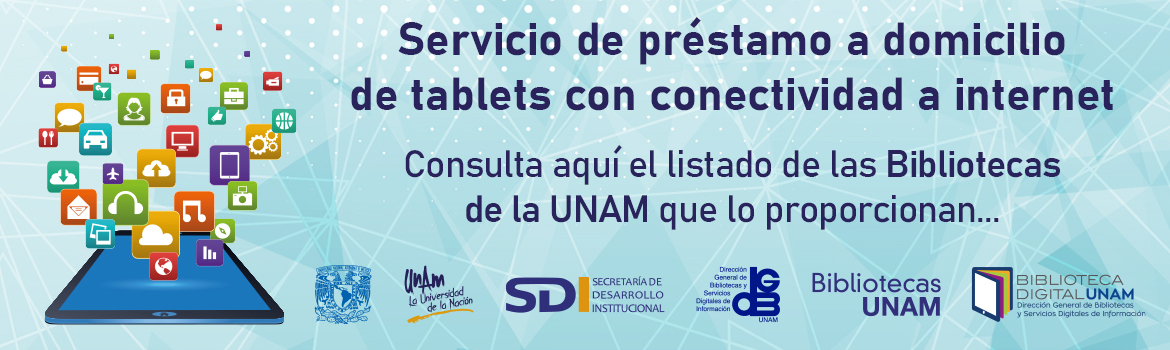 Servicio de préstamo a domicilio
de tablets con conectividad a internet
Consulta aquí el listado de las Bibliotecas
de la UNAM que lo proporcionan...
UnAm
La Universidad
de la Nación
SDI
SECRETARÍA DE
DESARROLLO
INSTITUCIONAL
Dirección
General de
Bibliotecas y
Servicios
Digitales de
Información
DGB
UNAM
Bibliotecas
UNAM
BIBLIOTECA
DIGITALUNAM
Dirección General de Bibliotecas
y Servicios Digitales de Información